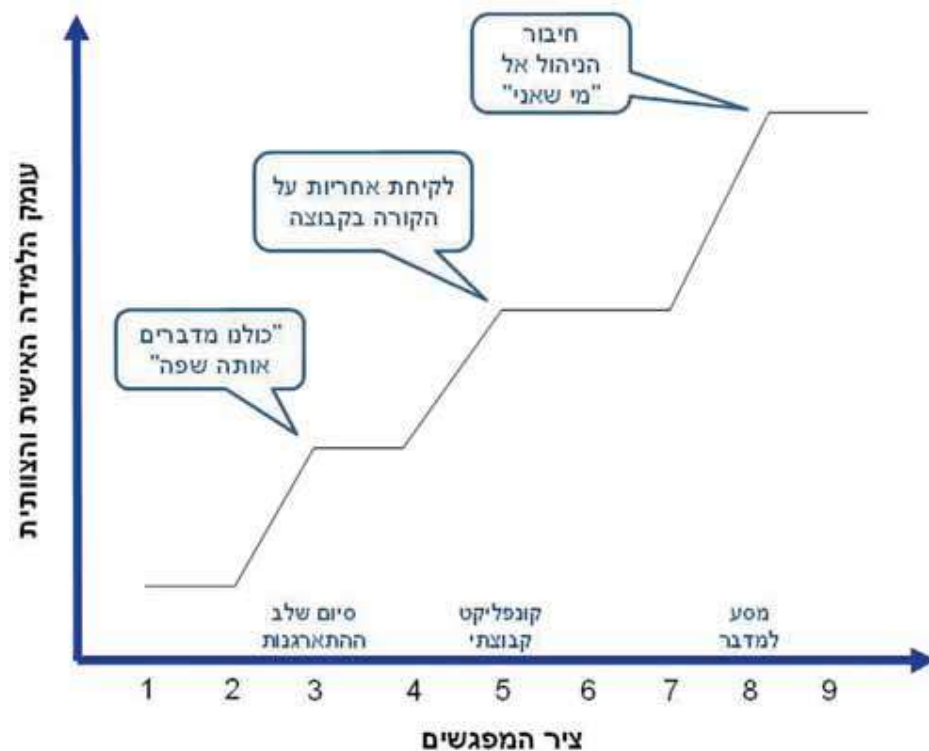 חיבור
הניהול אל
"מי שאני"
לקיחת אחריות על
הקורה בקבוצה
"כולנו מדברים
אותה שפה"
עומק הלמידה האישית והצוותית
סיום שלב
ההתארגנות
קונפליקט
קבוצתי
מסע
למדבר
1 2 3 4 5 6 7 8 9
ציר המפגשים